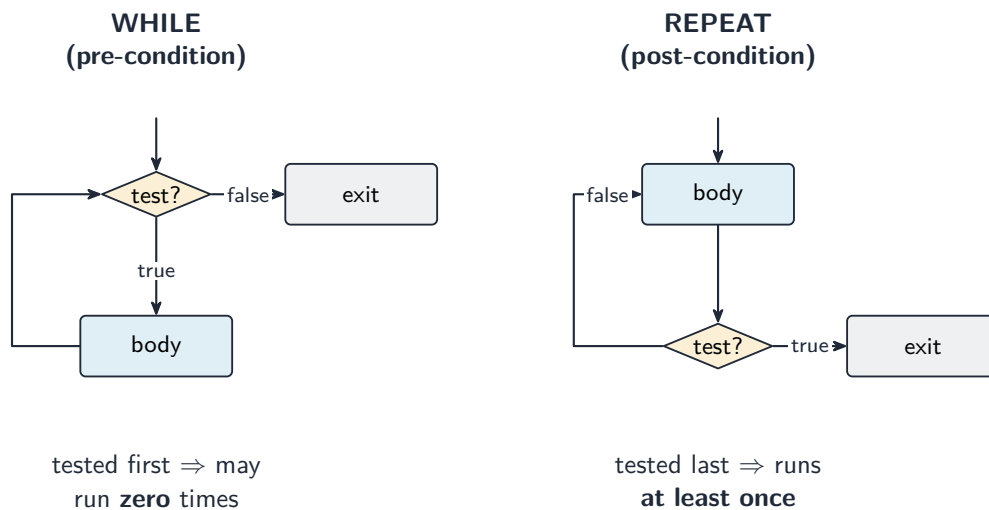 WHILE
(pre-condition)
test?
false
exit
true
body
tested first ⇒ may
run zero times
REPEAT
(post-condition)
false
body
test?
true
exit
tested last ⇒ runs
at least once